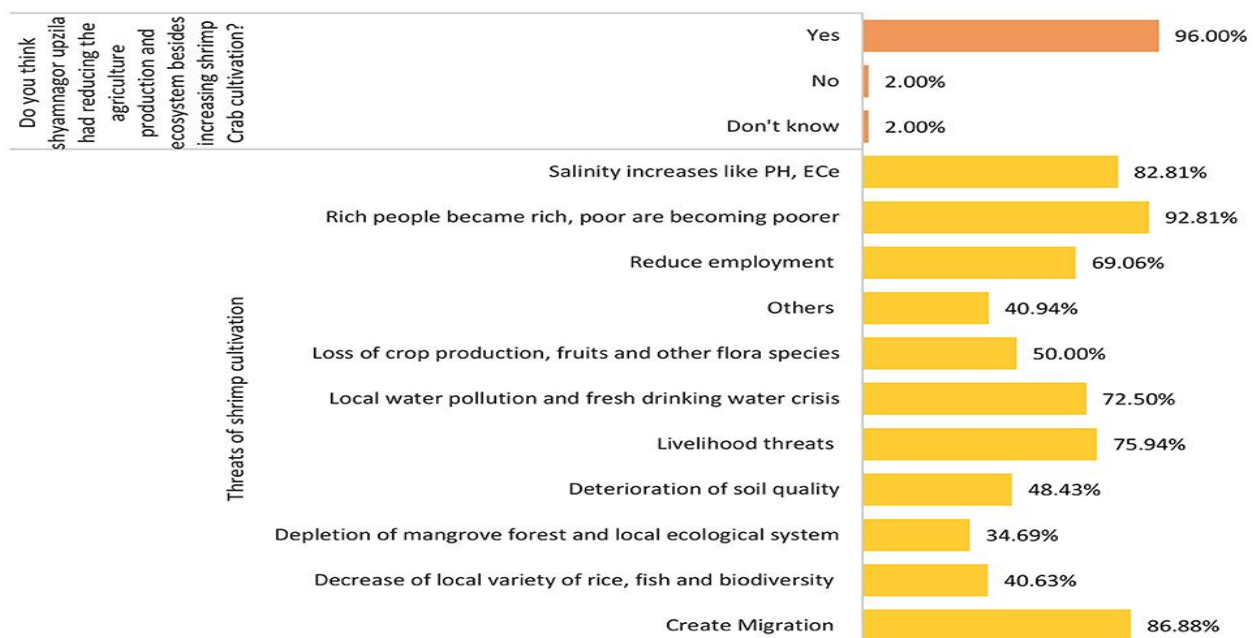 Do you think
shyamnagor upzila
had reducing the
agriculture
production and
ecosystem besides
increasing shrimp
Crab cultivation?
Yes 96.00%
No 2.00%
Don't know 2.00%
Threats of shrimp cultivation
Salinity increases like PH, ECe 82.81%
Rich people became rich, poor are becoming poorer 92.81%
Reduce employment 69.06%
Others 40.94%
Loss of crop production, fruits and other flora species 50.00%
Local water pollution and fresh drinking water crisis 72.50%
Livelihood threats 75.94%
Deterioration of soil quality 48.43%
Depletion of mangrove forest and local ecological system 34.69%
Decrease of local variety of rice, fish and biodiversity 40.63%
Create Migration 86.88%